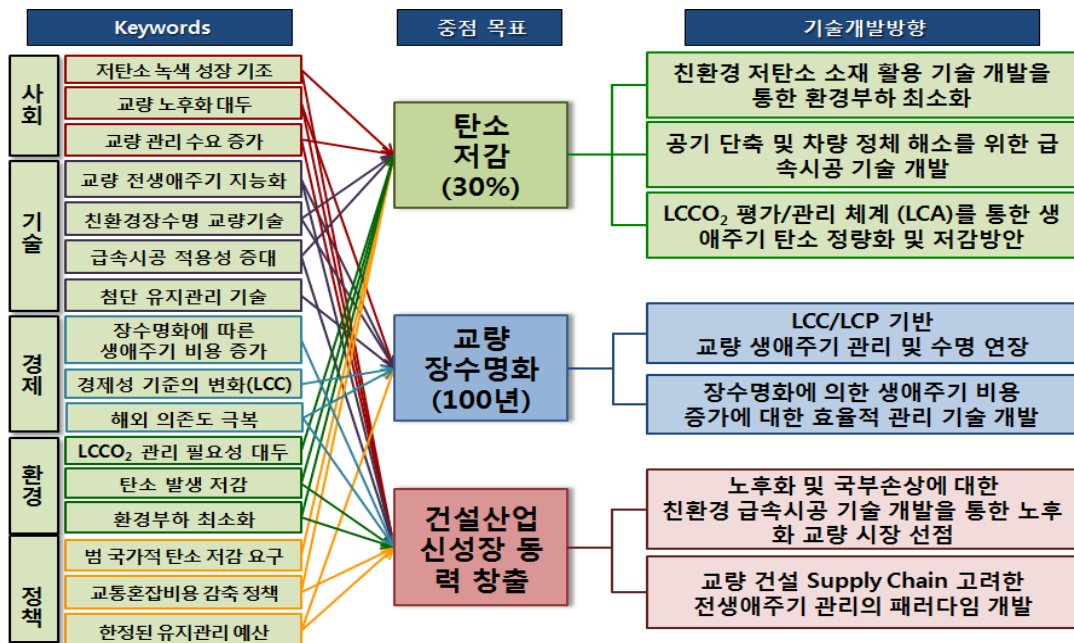 Keywords
중점 목표
기술개발방향
사회
저탄소 녹색 성장 기조
교량 노후화 대두
교량 관리 수요 증가
기술
교량 전생애주기 지능화
친환경장수명 교량기술
급속시공 적용성 증대
첨단 유지관리 기술
경제
장수명화에 따른
생애주기 비용 증가
경제성 기준의 변화(LCC)
해외 의존도 극복
환경
LCCO₂ 관리 필요성 대두
탄소 발생 저감
환경부하 최소화
정책
범 국가적 탄소 저감 요구
교통혼잡비용 감축 정책
한정된 유지관리 예산
탄소
저감
(30%)
교량
장수명화
(100년)
건설산업
신성장 동
력 창출
친환경 저탄소 소재 활용 기술 개발을
통한 환경부하 최소화
공기 단축 및 차량 정체 해소를 위한 급
속시공 기술 개발
LCCO₂ 평가/관리 체계 (LCA)를 통한 생
애주기 탄소 정량화 및 저감방안
LCC/LCP 기반
교량 생애주기 관리 및 수명 연장
장수명화에 의한 생애주기 비용
증가에 대한 효율적 관리 기술 개발
노후화 및 국부손상에 대한
친환경 급속시공 기술 개발을 통한 노후
화 교량 시장 선점
교량 건설 Supply Chain 고려한
전생애주기 관리의 패러다임 개발